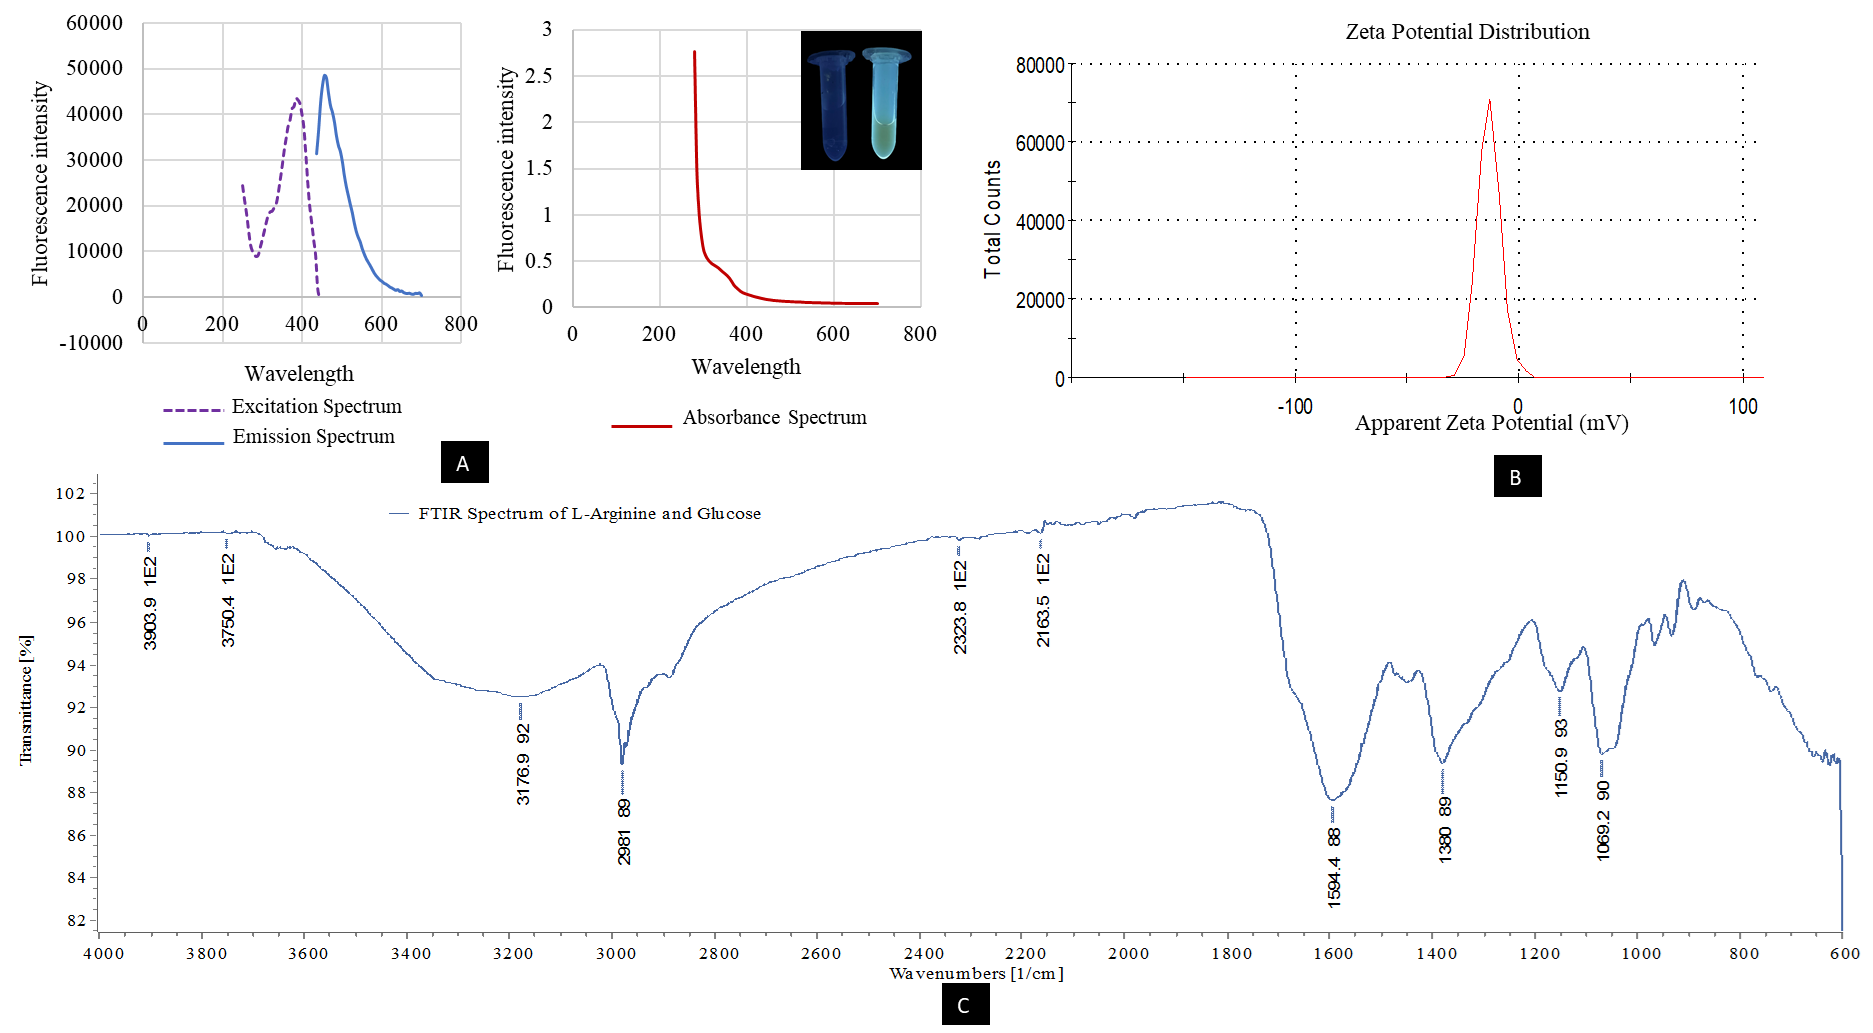 60000
50000
40000
30000
20000
10000
0
-10000
Fluorescence intensity
0 200 400 600 800
Wavelength
Excitation Spectrum
Emission Spectrum
3
2.5
2
1.5
1
0.5
0
Fluorescence intensity
0 200 400 600 800
Wavelength
Absorbance Spectrum
A
Zeta Potential Distribution
80000
60000
40000
20000
0
Total Counts
-100 0 100
Apparent Zeta Potential (mV)
B
FTIR Spectrum of L-Arginine and Glucose
102
100
98
96
94
92
90
88
86
84
82
Transmittance [%]
3903.9 1E2
3750.4 1E2
3176.9 92
2981 89
2323.8 1E2
2163.5 1E2
1594.4 88
1380 89
1150.9 93
1069.2 90
4000 3800 3600 3400 3200 3000 2800 2600 2400 2200 2000 1800 1600 1400 1200 1000 800 600
Wavenumbers [1/cm]
C